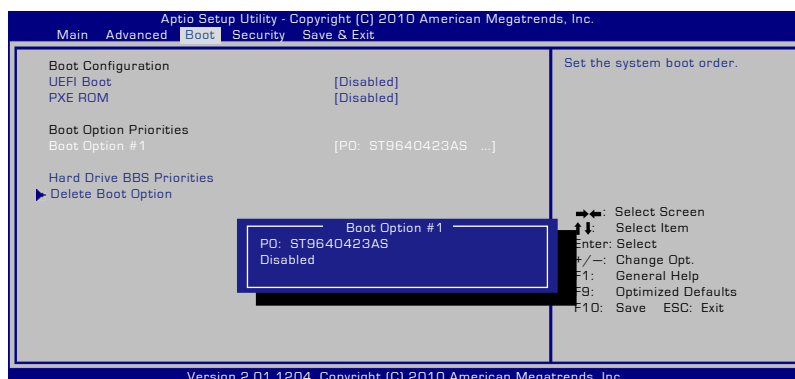 Aptio Setup Utility - Copyright (C) 2010 American Megatrends, Inc.
Main Advanced Boot Security Save & Exit
Boot Configuration
UEFI Boot [Disabled]
PXE ROM [Disabled]
Boot Option Priorities
Boot Option #1 [P0: ST9640423AS ...]
Hard Drive BBS Priorities
Delete Boot Option
Boot Option #1
P0: ST9640423AS
Disabled
Set the system boot order.
→←: Select Screen
↑↓: Select Item
Enter: Select
+/—: Change Opt.
F1: General Help
F9: Optimized Defaults
F10: Save ESC: Exit
Version 2.01.1204. Copyright (C) 2010 American Megatrends, Inc.